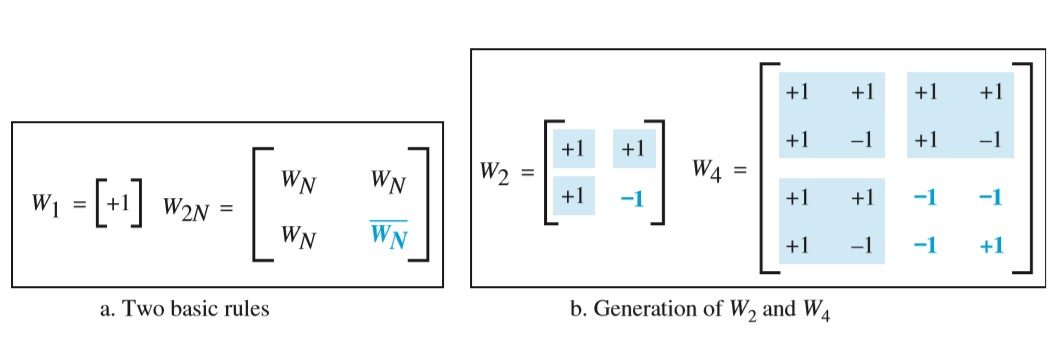 W1 = [+1] W2N = [WN WN
WN W̅N̅]
a. Two basic rules
W2 = [+1 +1
+1 –1]
W4 = [+1 +1 +1 +1
+1 –1 +1 –1
+1 +1 –1 –1
+1 –1 –1 +1]
b. Generation of W2 and W4